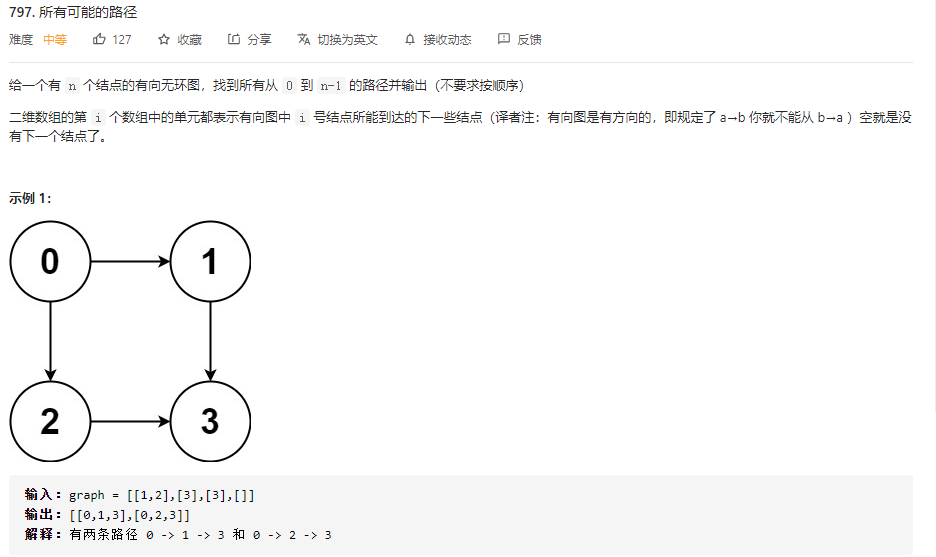 797. 所有可能的路径
难度 中等 127 收藏 分享 切换为英文 接收动态 反馈
给一个有 n 个结点的有向无环图，找到所有从 0 到 n-1 的路径并输出（不要求按顺序）
二维数组的第 i 个数组中的单元都表示有向图中 i 号结点所能到达的下一些结点（译者注：有向图是有方向的，即规定了 a→b 你就不能从 b→a ）空就是没
有下一个结点了。
示例 1：
0 1
2 3
输入：graph = [[1,2],[3],[3],[]]
输出：[[0,1,3],[0,2,3]]
解释：有两条路径 0 -> 1 -> 3 和 0 -> 2 -> 3